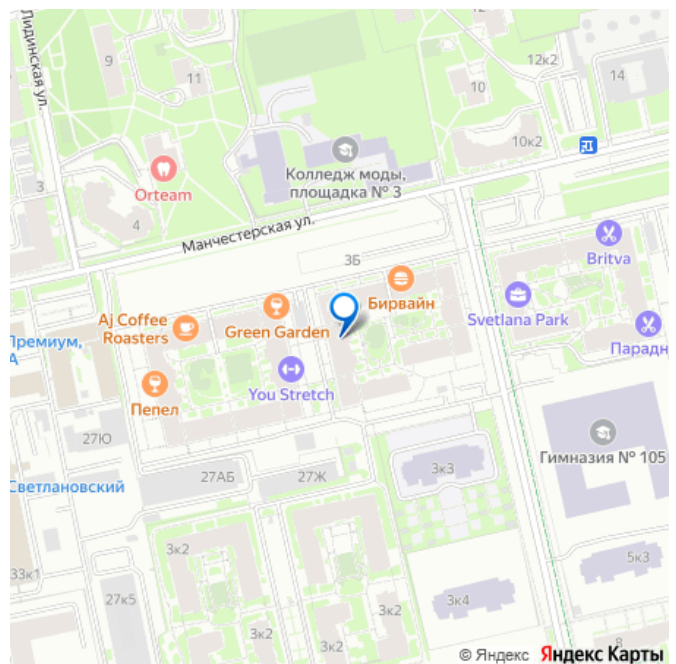 Лидинская ул.
9
11
12к2
10
14
10к2
Колледж моды,
площадка № 3
Orteam
3
4
Манчестерская ул.
3Б
Britva
Бирвайн
Aj Coffee
Roasters
Green Garden
Svetlana Park
Премиум,
А
Парадн
You Stretch
Пепел
27Ю
Гимназия № 105
3к3
27АБ
27Ж
Светлановский
3к2
5к3
33к1
27к5
3к4
3к2
3к2
3к2
8
© Яндекс Яндекс Карты